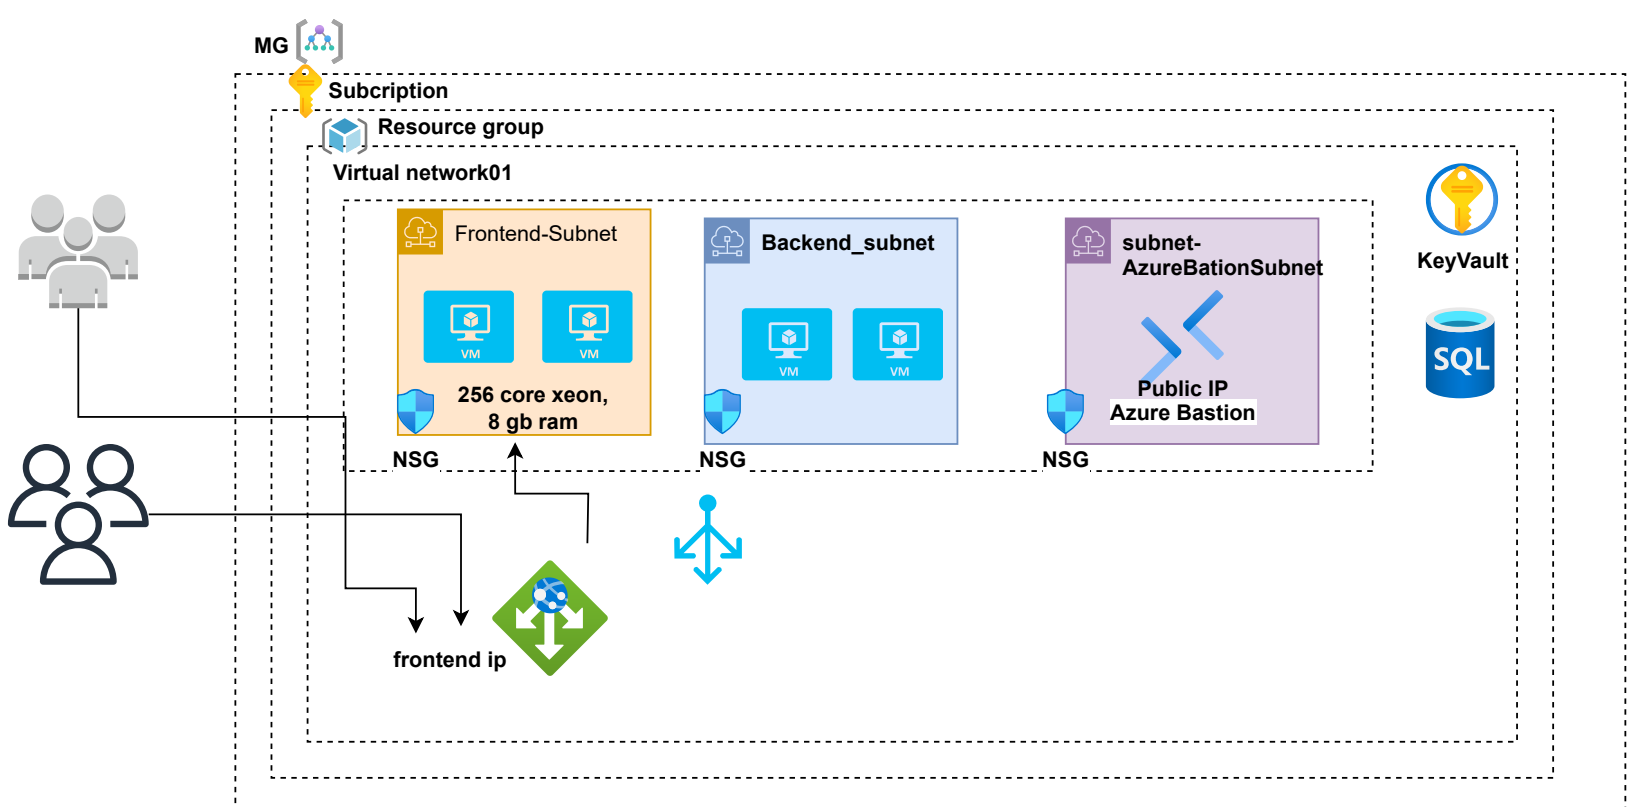 MG
Subcription
Resource group
Virtual network01
Frontend-Subnet
VM
VM
256 core xeon,
8 gb ram
NSG
Backend_subnet
VM
VM
NSG
subnet-
AzureBationSubnet
Public IP
Azure Bastion
NSG
KeyVault
SQL
frontend ip